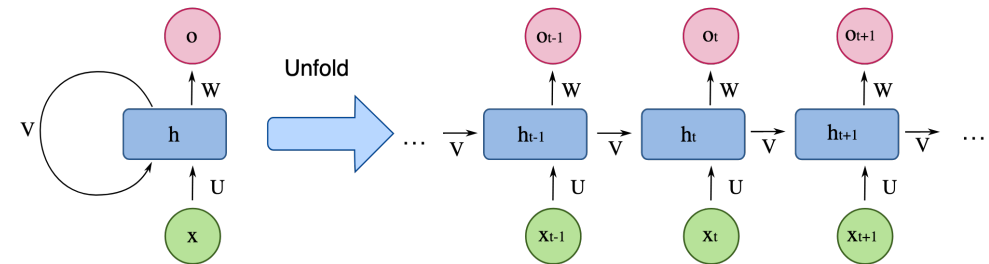 o
W
V
h
U
x
Unfold
...
V
ot-1
W
ht-1
U
xt-1
V
ot
W
ht
U
xt
V
ot+1
W
ht+1
U
xt+1
V
...